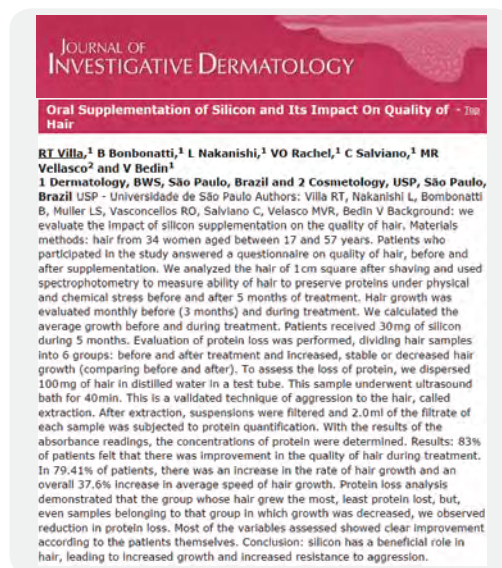 JOURNAL OF
INVESTIGATIVE DERMATOLOGY
Oral Supplementation of Silicon and Its Impact On Quality of - Top
Hair
RT Villa,1 B Bonbonatti,1 L Nakanishi,1 VO Rachel,1 C Salviano,1 MR
Vellasco2 and V Bedin1
1 Dermatology, BWS, São Paulo, Brazil and 2 Cosmetology, USP, São Paulo,
Brazil USP - Universidade de São Paulo Authors: Villa RT, Nakanishi L, Bombonatti
B, Muller LS, Vasconcellos RO, Salviano C, Velasco MVR, Bedin V Background: we
evaluate the impact of silicon supplementation on the quality of hair. Materials
methods: hair from 34 women aged between 17 and 57 years. Patients who
participated in the study answered a questionnaire on quality of hair, before and
after supplementation. We analyzed the hair of 1cm square after shaving and used
spectrophotometry to measure ability of hair to preserve proteins under physical
and chemical stress before and after 5 months of treatment. Hair growth was
evaluated monthly before (3 months) and during treatment. We calculated the
average growth before and during treatment. Patients received 30mg of silicon
during 5 months. Evaluation of protein loss was performed, dividing hair samples
into 6 groups: before and after treatment and increased, stable or decreased hair
growth (comparing before and after). To assess the loss of protein, we dispersed
100mg of hair in distilled water in a test tube. This sample underwent ultrasound
bath for 40min. This is a validated technique of aggression to the hair, called
extraction. After extraction, suspensions were filtered and 2.0ml of the filtrate of
each sample was subjected to protein quantification. With the results of the
absorbance readings, the concentrations of protein were determined. Results: 83%
of patients felt that there was improvement in the quality of hair during treatment.
In 79.41% of patients, there was an increase in the rate of hair growth and an
overall 37.6% increase in average speed of hair growth. Protein loss analysis
demonstrated that the group whose hair grew the most, least protein lost, but,
even samples belonging to that group in which growth was decreased, we observed
reduction in protein loss. Most of the variables assessed showed clear improvement
according to the patients themselves. Conclusion: silicon has a beneficial role in
hair, leading to increased growth and increased resistance to aggression.